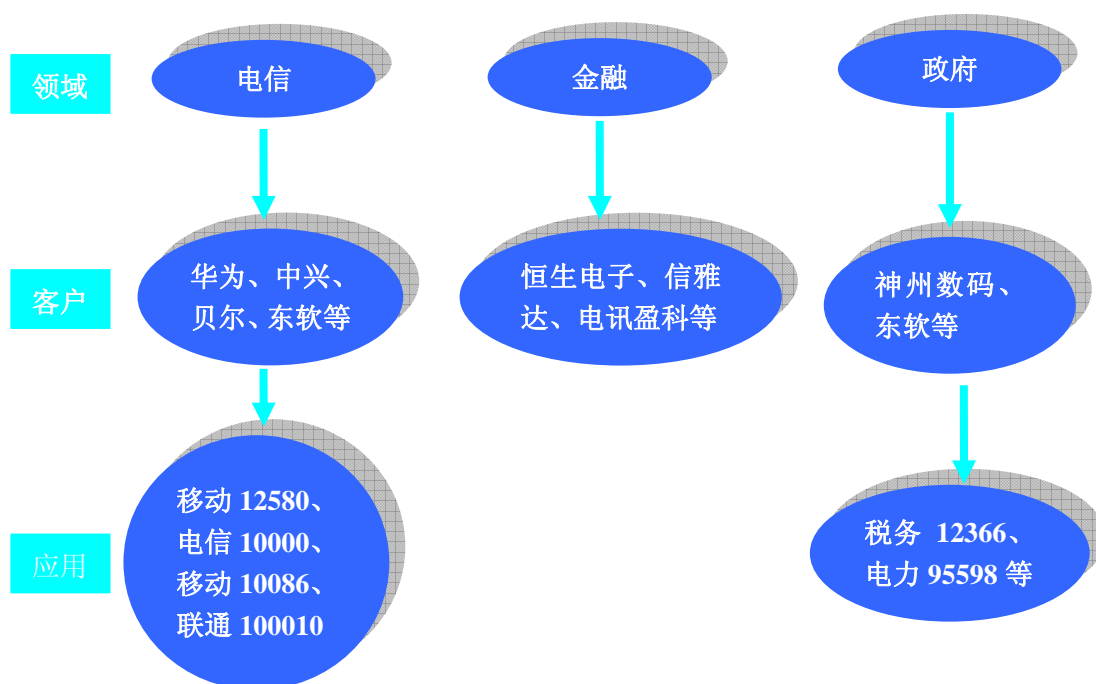 领域
电信
金融
政府
客户
华为、中兴、
贝尔、东软等
恒生电子、信雅
达、电讯盈科等
神州数码、
东软等
应用
移动 12580、
电信 10000、
移动 10086、
联通 100010
税务 12366、
电力 95598 等